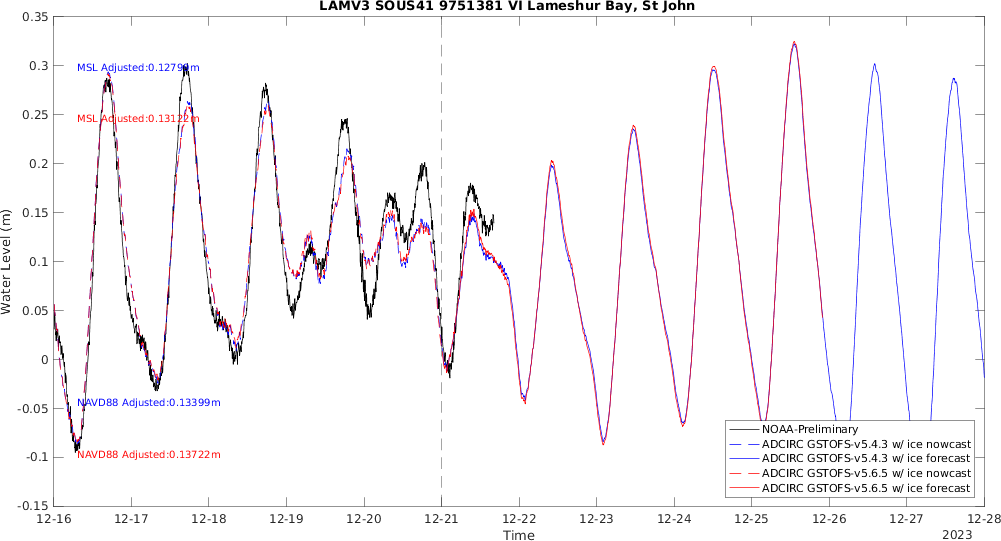 LAMV3 SOUS41 9751381 VI Lameshur Bay, St John
0.35
0.3
0.25
0.2
0.15
0.1
0.05
0
-0.05
-0.1
-0.15
Water Level (m)
MSL Adjusted:0.12799m
MSL Adjusted:0.13122m
NAVD88 Adjusted:0.13399m
NAVD88 Adjusted:0.13722m
NOAA-Preliminary
ADCIRC GSTOFS-v5.4.3 w/ ice nowcast
ADCIRC GSTOFS-v5.4.3 w/ ice forecast
ADCIRC GSTOFS-v5.6.5 w/ ice nowcast
ADCIRC GSTOFS-v5.6.5 w/ ice forecast
12-16 12-17 12-18 12-19 12-20 12-21 12-22 12-23 12-24 12-25 12-26 12-27 12-28
Time
2023